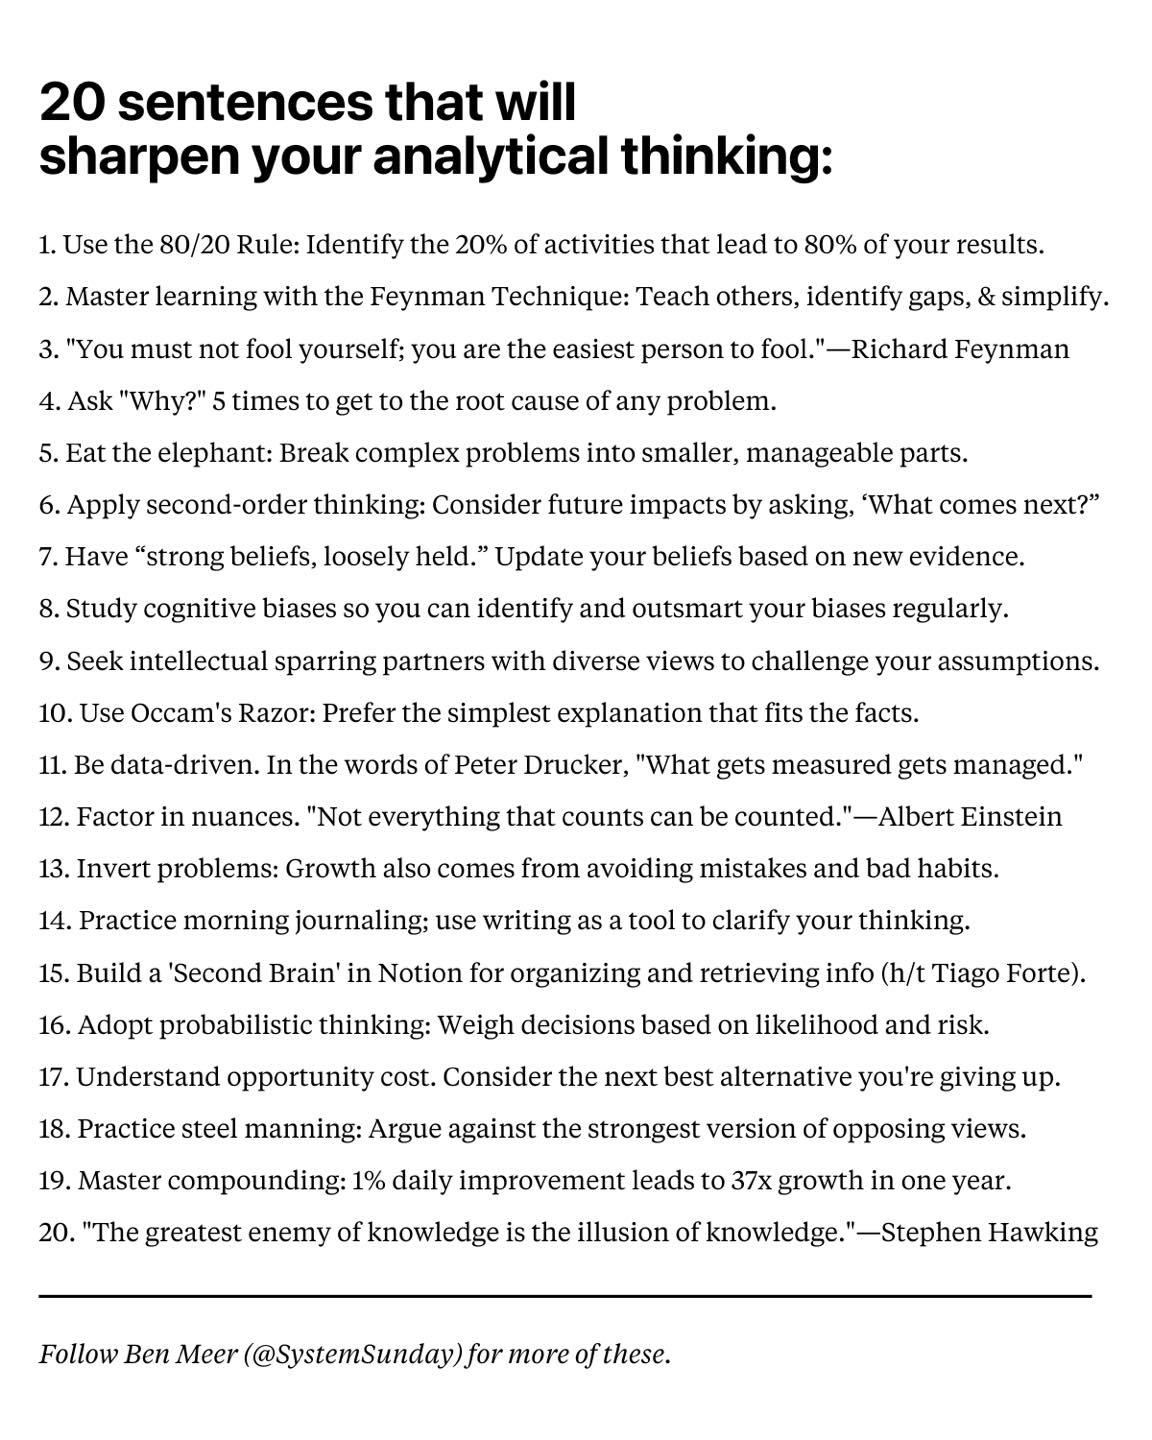 20 sentences that will
sharpen your analytical thinking:
1. Use the 80/20 Rule: Identify the 20% of activities that lead to 80% of your results.
2. Master learning with the Feynman Technique: Teach others, identify gaps, & simplify.
3. "You must not fool yourself; you are the easiest person to fool."—Richard Feynman
4. Ask "Why?" 5 times to get to the root cause of any problem.
5. Eat the elephant: Break complex problems into smaller, manageable parts.
6. Apply second-order thinking: Consider future impacts by asking, ‘What comes next?”
7. Have “strong beliefs, loosely held.” Update your beliefs based on new evidence.
8. Study cognitive biases so you can identify and outsmart your biases regularly.
9. Seek intellectual sparring partners with diverse views to challenge your assumptions.
10. Use Occam's Razor: Prefer the simplest explanation that fits the facts.
11. Be data-driven. In the words of Peter Drucker, "What gets measured gets managed."
12. Factor in nuances. "Not everything that counts can be counted."—Albert Einstein
13. Invert problems: Growth also comes from avoiding mistakes and bad habits.
14. Practice morning journaling; use writing as a tool to clarify your thinking.
15. Build a 'Second Brain' in Notion for organizing and retrieving info (h/t Tiago Forte).
16. Adopt probabilistic thinking: Weigh decisions based on likelihood and risk.
17. Understand opportunity cost. Consider the next best alternative you're giving up.
18. Practice steel manning: Argue against the strongest version of opposing views.
19. Master compounding: 1% daily improvement leads to 37x growth in one year.
20. "The greatest enemy of knowledge is the illusion of knowledge."—Stephen Hawking
Follow Ben Meer (@SystemSunday) for more of these.